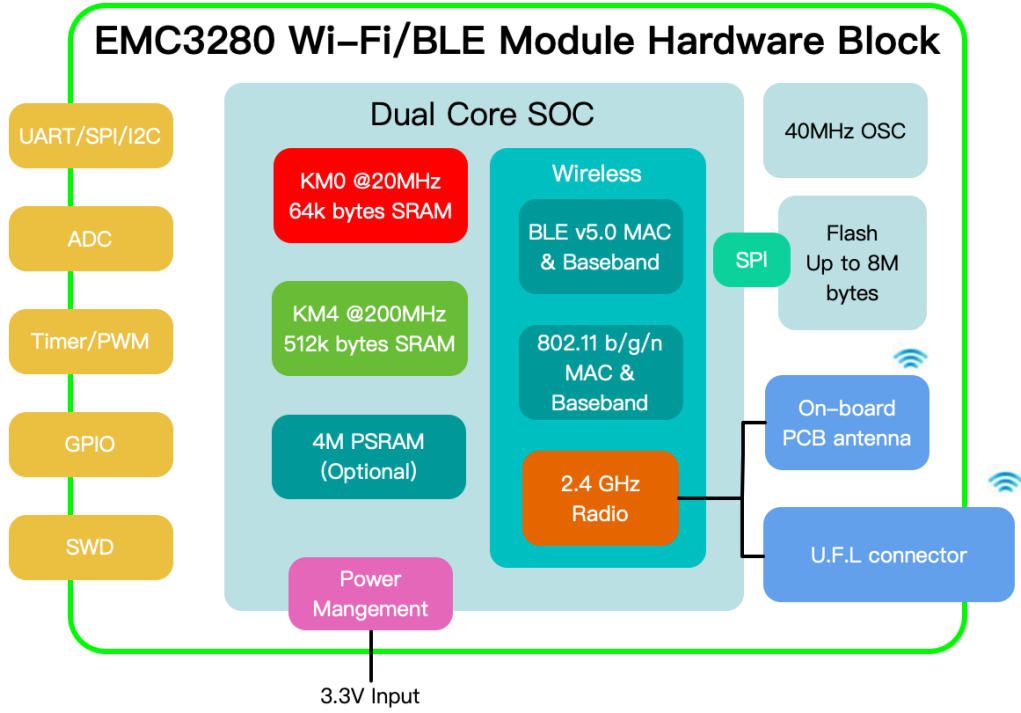 EMC3280 Wi-Fi/BLE Module Hardware Block
UART/SPI/I2C
ADC
Timer/PWM
GPIO
SWD
Dual Core SOC
KM0 @20MHz
64k bytes SRAM
KM4 @200MHz
512k bytes SRAM
4M PSRAM
(Optional)
Power
Mangement
3.3V Input
Wireless
BLE v5.0 MAC
& Baseband
802.11 b/g/n
MAC &
Baseband
2.4 GHz
Radio
40MHz OSC
SPI
Flash
Up to 8M
bytes
On-board
PCB antenna
U.F.L connector